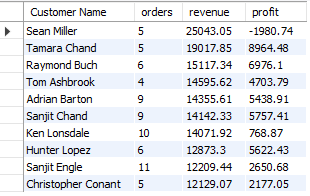 Customer Name orders revenue profit
Sean Miller 5 25043.05 -1980.74
Tamara Chand 5 19017.85 8964.48
Raymond Buch 6 15117.34 6976.1
Tom Ashbrook 4 14595.62 4703.79
Adrian Barton 9 14355.61 5438.91
Sanjit Chand 9 14142.33 5757.41
Ken Lonsdale 10 14071.92 768.87
Hunter Lopez 6 12873.3 5622.43
Sanjit Engle 11 12209.44 2650.68
Christopher Conant 5 12129.07 2177.05